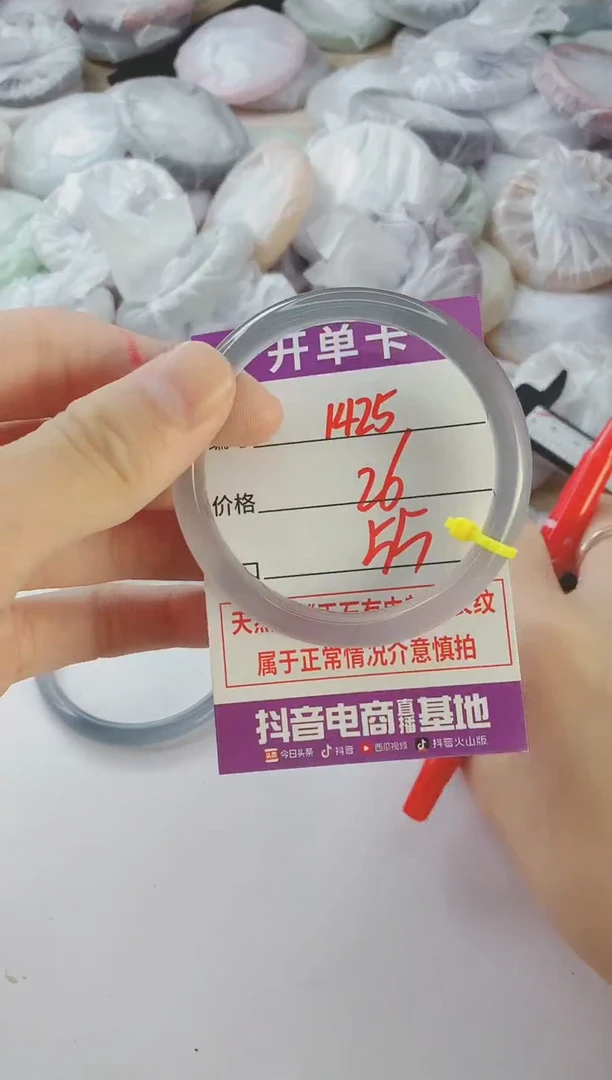 开单卡
1425
价格 26
55
属于正常情况介意慎拍
抖音电商直播基地
头条 今日头条 抖音 西瓜视频 抖音火山版